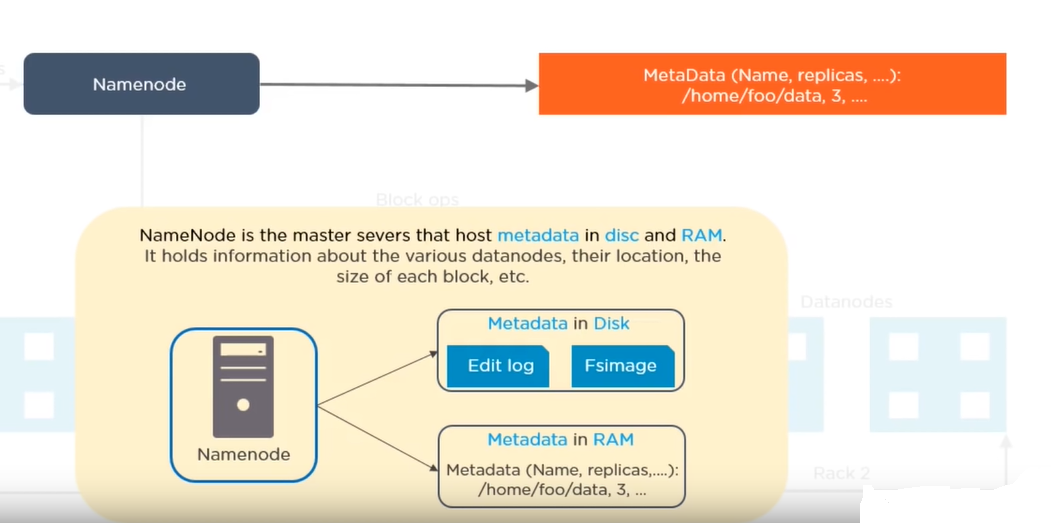 s
Namenode
MetaData (Name, replicas, ....):
/home/foo/data, 3, ....
Block ops
NameNode is the master severs that host metadata in disc and RAM.
It holds information about the various datanodes, their location, the
size of each block, etc.
Datanodes
Metadata in Disk
Edit log
Fsimage
Namenode
Metadata in RAM
Metadata (Name, replicas,....):
/home/foo/data, 3, ...
Rack 2